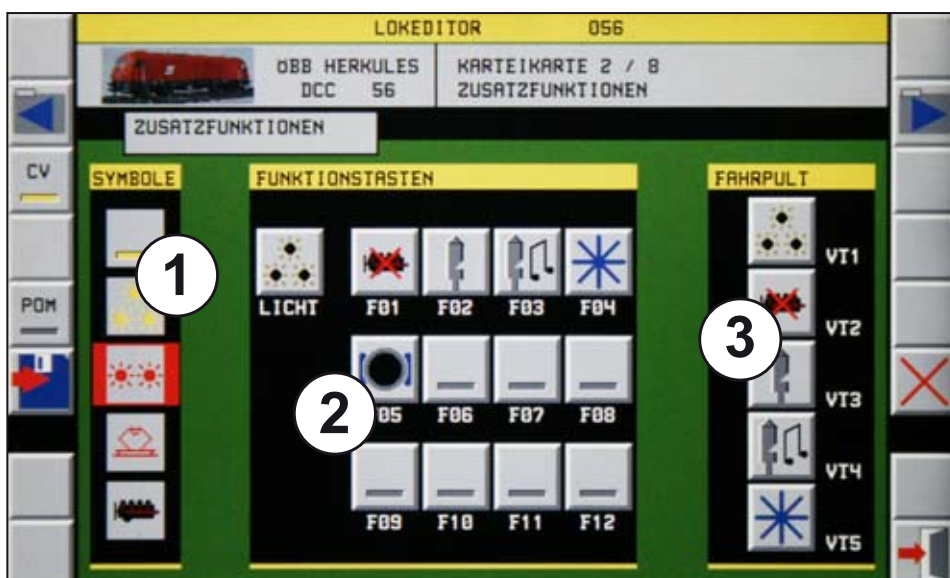 LOKEDITOR 056
ÖBB HERKULES
DCC 56
KARTEIKARTE 2 / 8
ZUSATZFUNKTIONEN
ZUSATZFUNKTIONEN
CV
POM
SYMBOLE
1
FUNKTIONSTASTEN
LICHT F01 F02 F03 F04
2
F05 F06 F07 F08
F09 F10 F11 F12
FAHRPULT
VT1
3
VT2
VT3
VT4
VT5